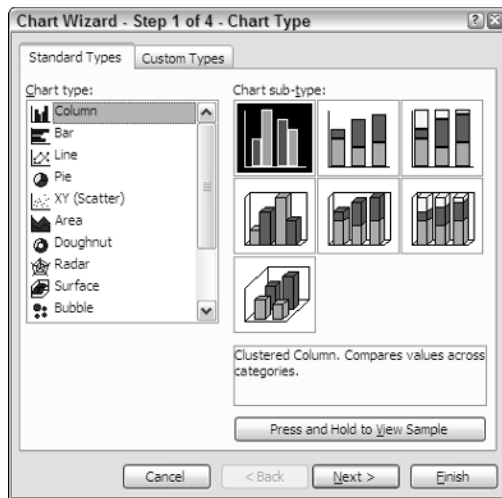 Chart Wizard - Step 1 of 4 - Chart Type
Standard Types
Custom Types
Chart type:
Column
Bar
Line
Pie
XY (Scatter)
Area
Doughnut
Radar
Surface
Bubble
Chart sub-type:
Clustered Column. Compares values across
categories.
Press and Hold to View Sample
Cancel
< Back
Next >
Finish